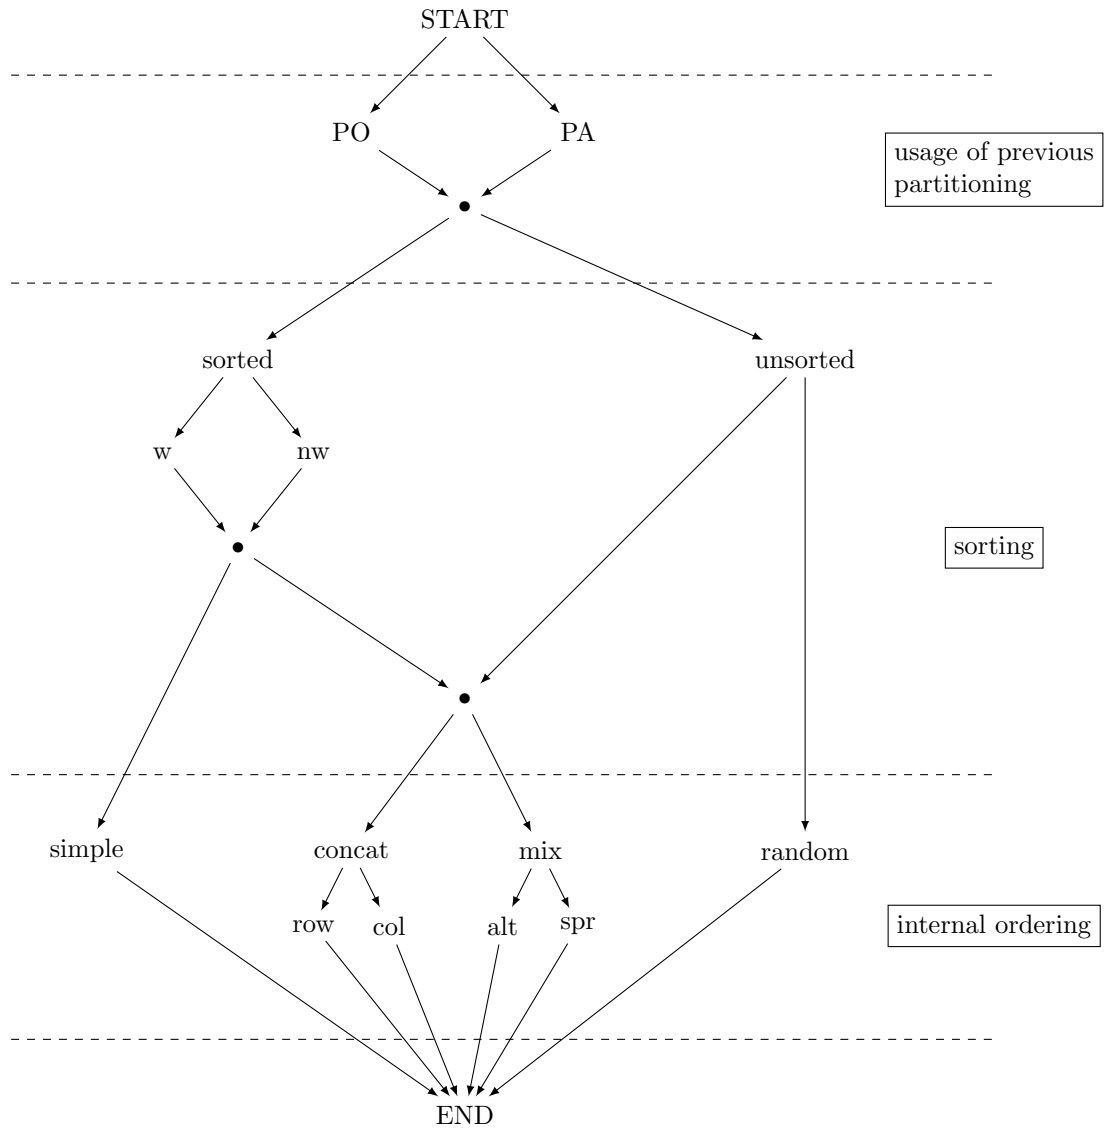 START
PO
PA
usage of previous
partitioning
sorted
unsorted
w
nw
sorting
simple
concat
mix
random
row
col
alt
spr
internal ordering
END